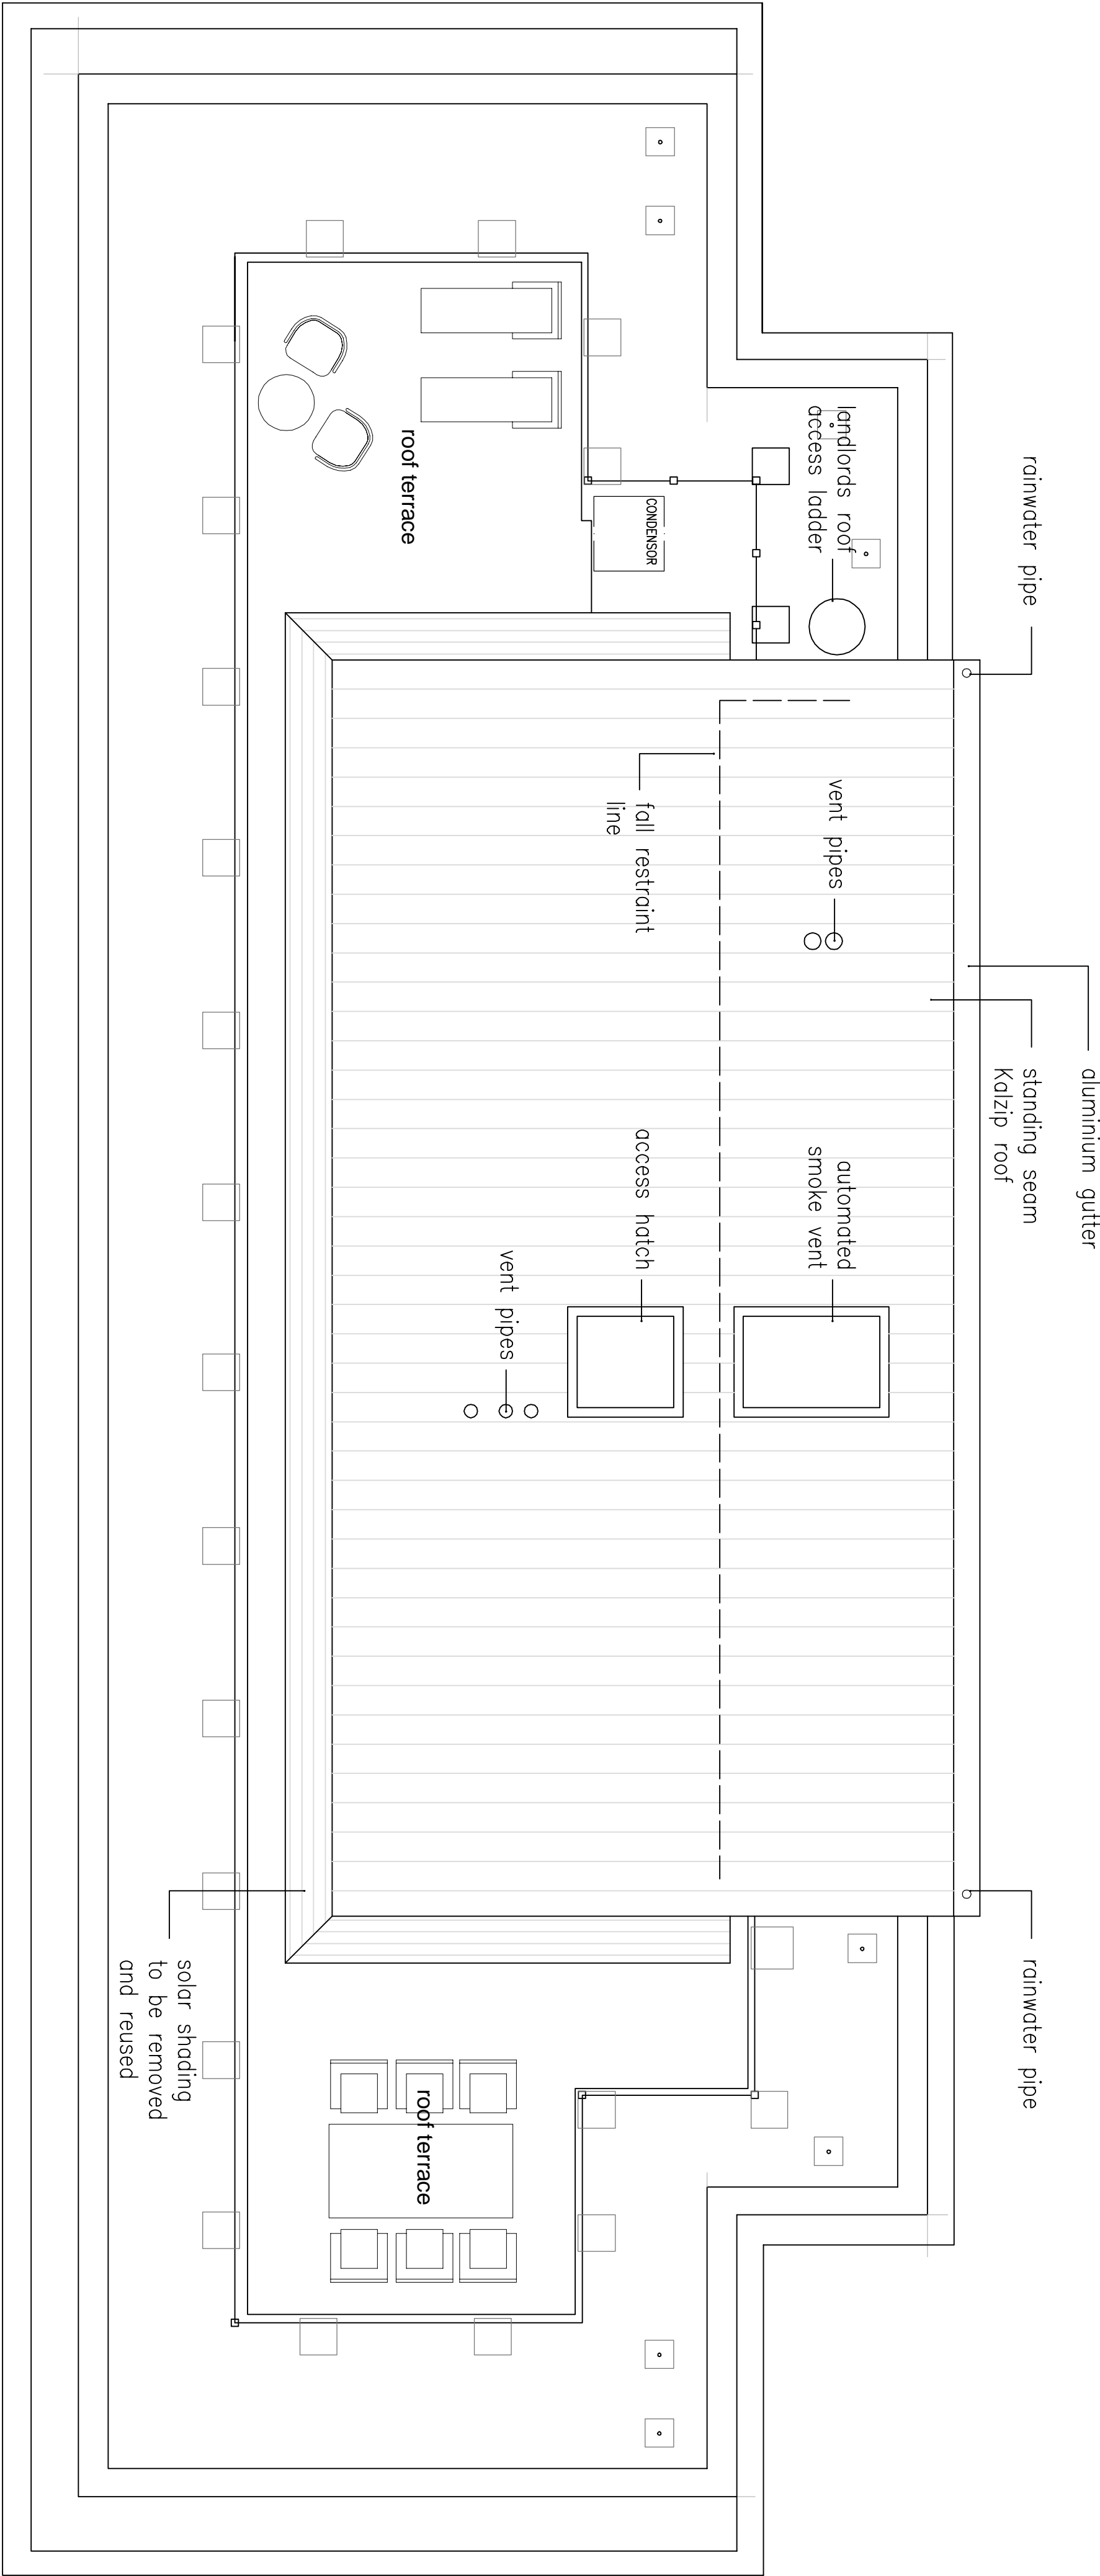 aluminium gutter
rainwater pipe
standing seam
Kalzip roof
rainwater pipe
landlords roof
access ladder
vent pipes
automated
smoke vent
CONDENSOR
fall restraint
line
access hatch
vent pipes
roof terrace
roof terrace
solar shading
to be removed
and reused